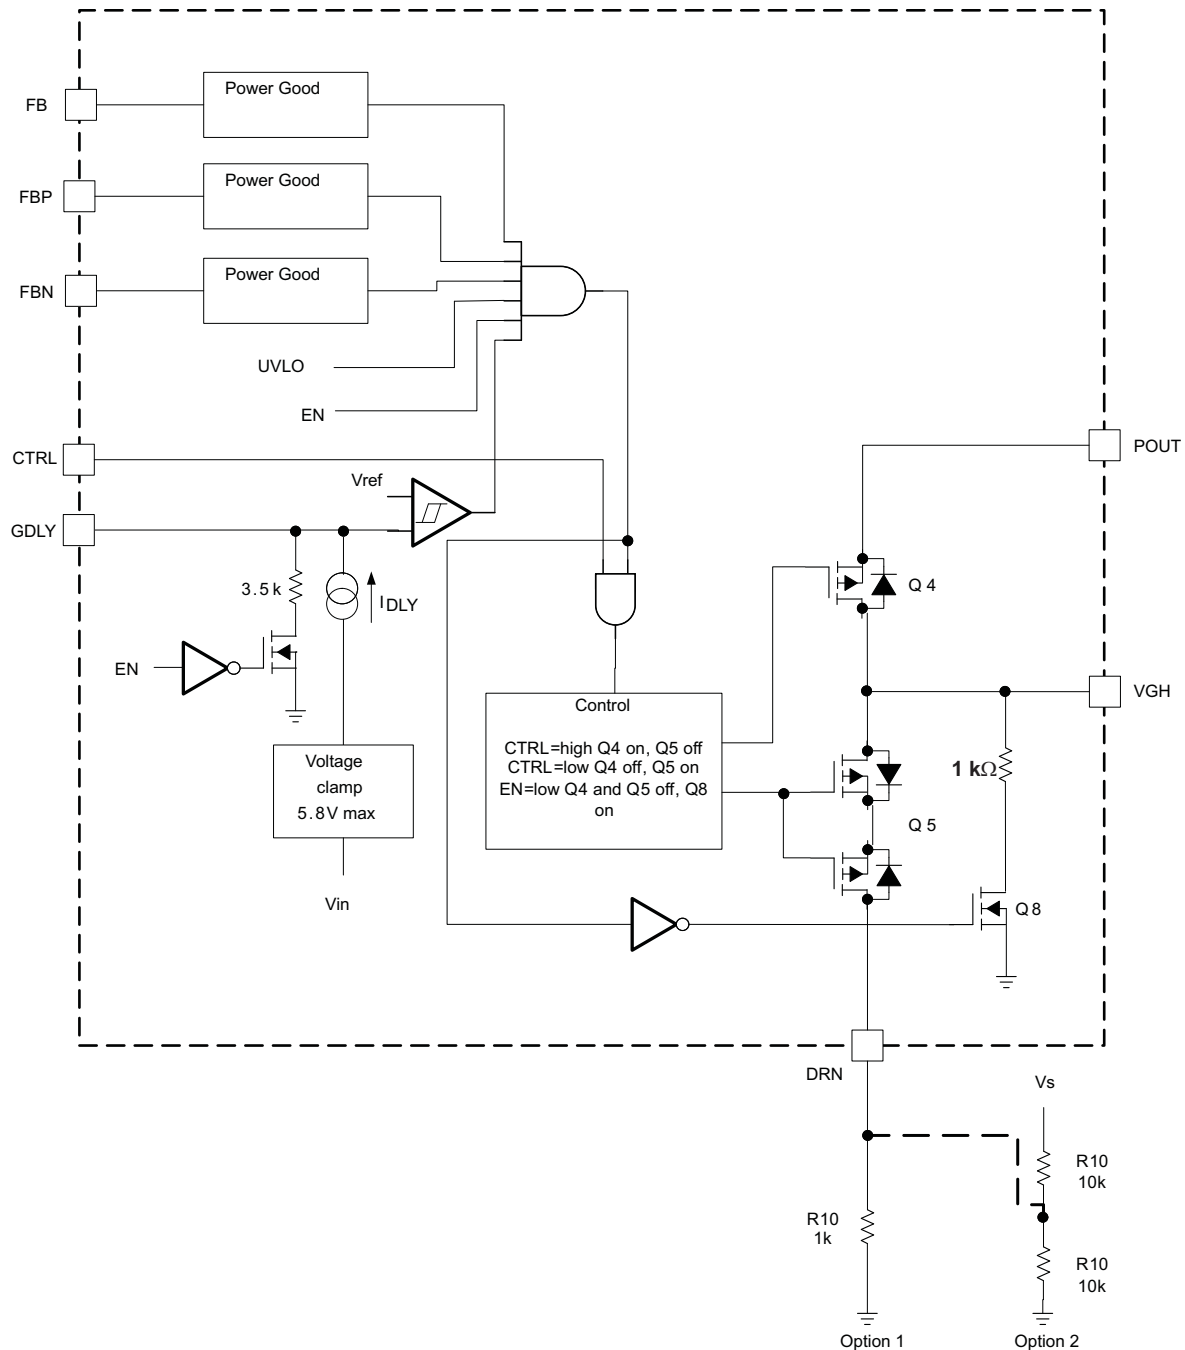 FB
Power Good
FBP
Power Good
FBN
Power Good
UVLO
EN
CTRL
Vref
GDLY
3.5 k
IDLY
EN
Voltage
clamp
5.8V max
Vin
Control
CTRL=high Q4 on, Q5 off
CTRL=low Q4 off, Q5 on
EN=low Q4 and Q5 off, Q8
on
POUT
Q 4
VGH
1 kΩ
Q 5
Q 8
DRN
Vs
R10
10k
R10
1k
R10
10k
Option 1
Option 2